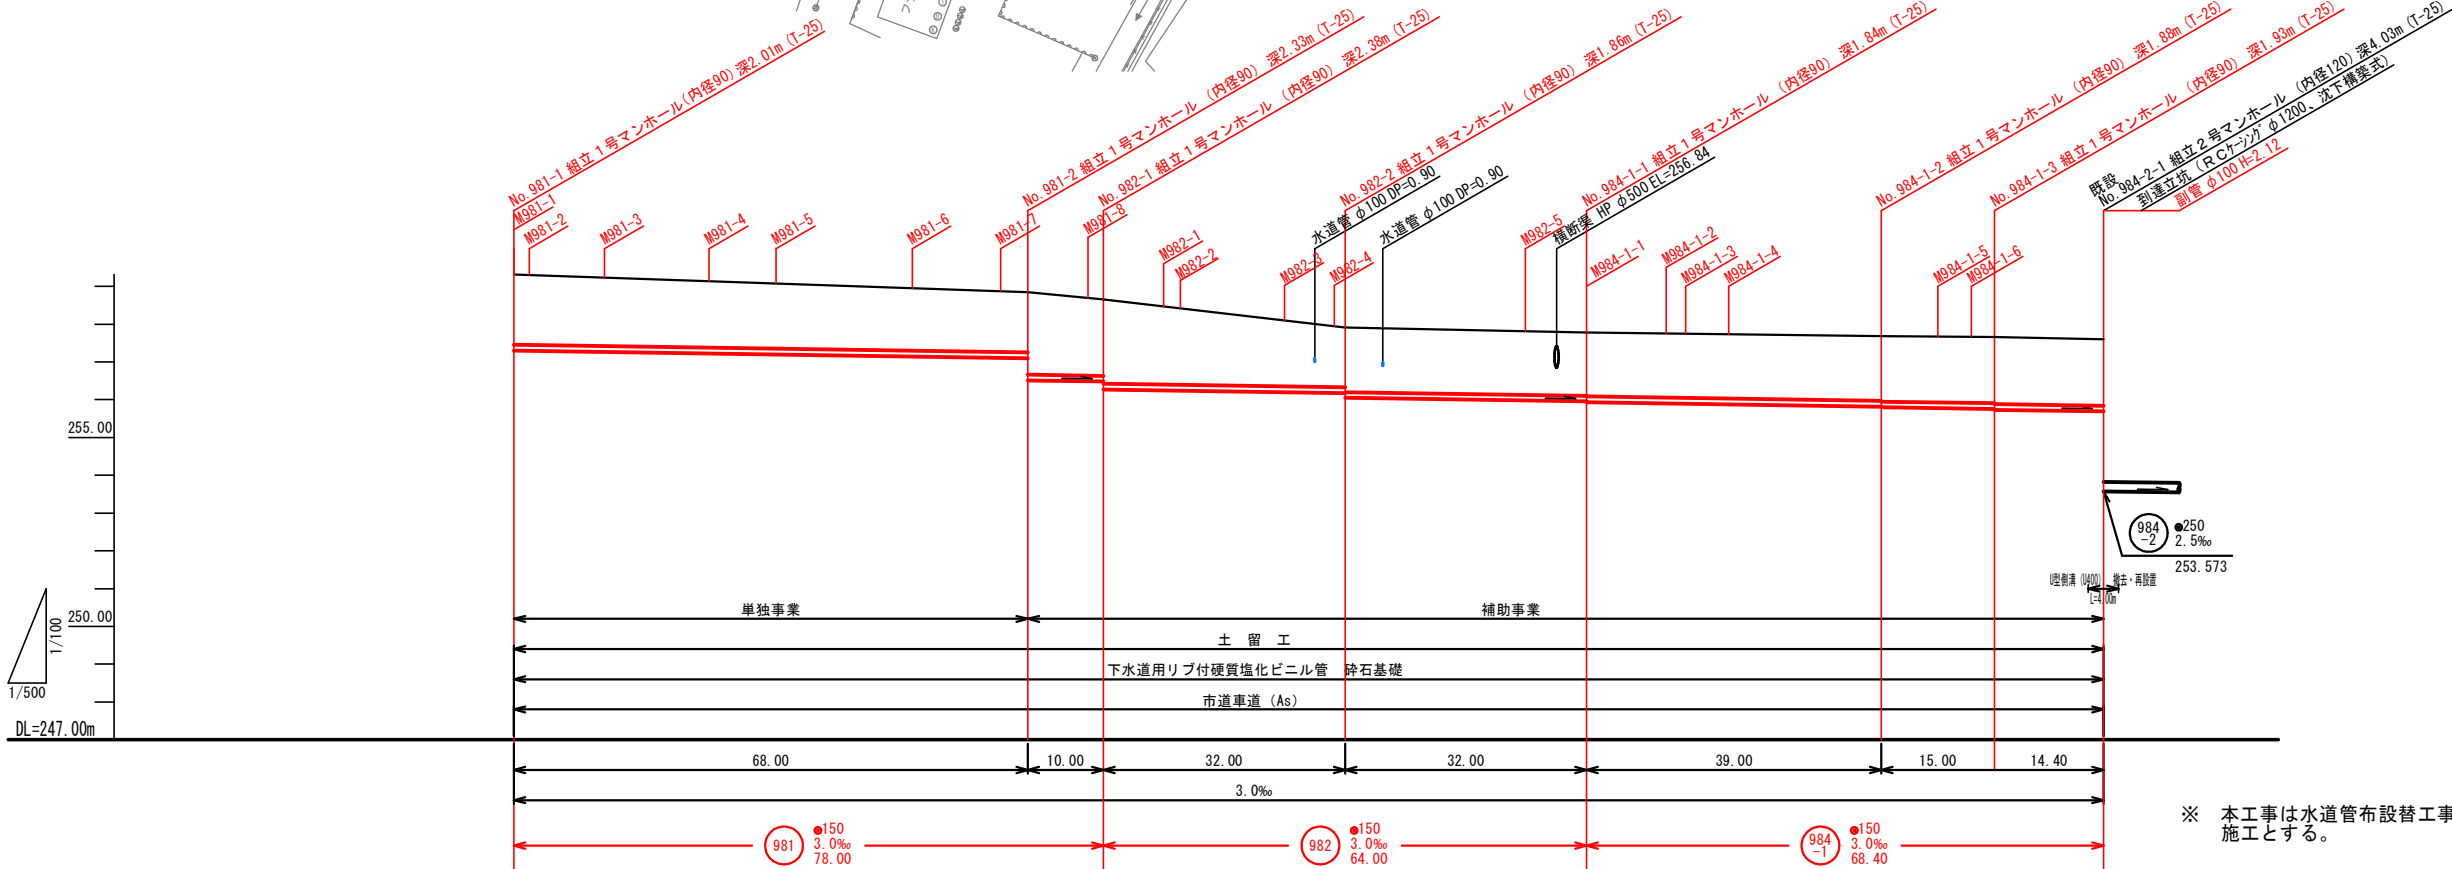 No. 981-1 組立１号マンホール(内径90) 深2.01m (T-25)
No. 981-2 組立１号マンホール (内径90) 深2.33m (T-25)
No. 982-1 組立１号マンホール (内径90) 深2.38m (T-25)
No. 982-2 組立１号マンホール (内径90) 深1.86m (T-25)
No. 984-1-1 組立１号マンホール (内径90) 深1.84m (T-25)
No. 984-1-2 組立１号マンホール (内径90) 深1.88m (T-25)
No. 984-1-3 組立１号マンホール (内径90) 深1.93m (T-25)
既設
No. 984-2-1 組立２号マンホール (内径120) 深4.03m (T-25)
到達立坑 (ＲＣケーシング φ1200、沈下構築式)
副管 φ100 H=2.12
M981-1
M981-2
M981-3
M981-4
M981-5
M981-6
M981-7
M981-8
M982-1
M982-2
M982-3
M982-4
水道管 φ100 DP=0.90
水道管 φ100 DP=0.90
M982-5
横断渠 HP φ500 EL=256.84
M984-1-1
M984-1-2
M984-1-3
M984-1-4
M984-1-5
M984-1-6
255.00
250.00
1/100
1/500
DL=247.00m
984
-2
250
2.5‰
253.573
U型側溝 (U400) 撤去・再設置
L=4.00m
単独事業
補助事業
土 留 工
下水道用リブ付硬質塩化ビニル管 砕石基礎
市道車道 (As)
68.00
10.00
32.00
32.00
39.00
15.00
14.40
3.0‰
981
150
3.0‰
78.00
982
150
3.0‰
64.00
984
-1
150
3.0‰
68.40
※ 本工事は水道管布設替工事
施工とする。